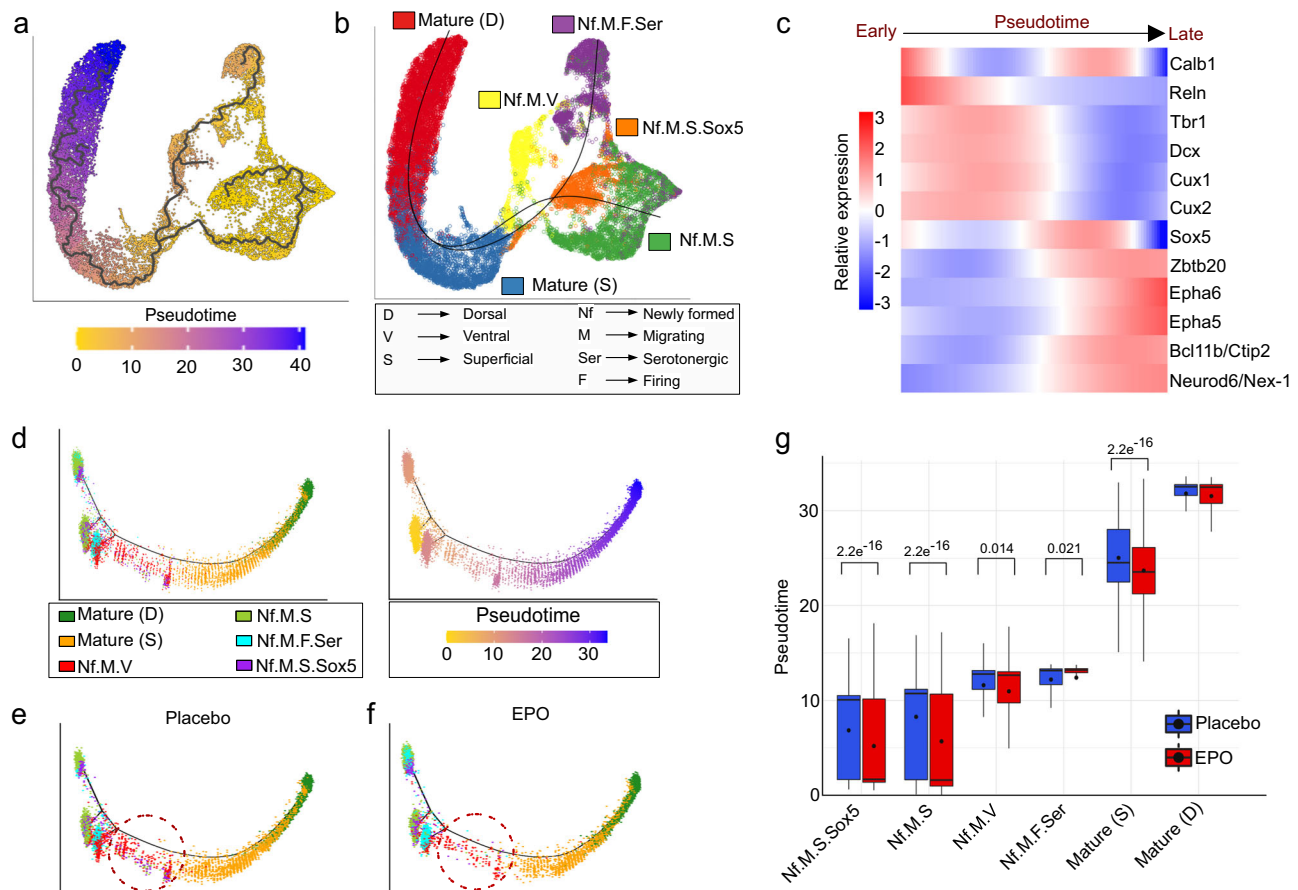 a
Pseudotime
0 10 20 30 40
b
Mature (D)
Nf.M.F.Ser
Nf.M.V
Nf.M.S.Sox5
Nf.M.S
Mature (S)
D → Dorsal
V → Ventral
S → Superficial
Nf → Newly formed
M → Migrating
Ser → Serotonergic
F → Firing
c
Early Pseudotime Late
Relative expression
3
2
1
0
-1
-2
-3
Calb1
Reln
Tbr1
Dcx
Cux1
Cux2
Sox5
Zbtb20
Epha6
Epha5
Bcl11b/Ctip2
Neurod6/Nex-1
d
Mature (D)
Mature (S)
Nf.M.V
Nf.M.S
Nf.M.F.Ser
Nf.M.S.Sox5
Pseudotime
0 10 20 30
e
Placebo
f
EPO
g
Pseudotime
30
20
10
0
2.2e-16
2.2e-16
0.014
0.021
2.2e-16
Placebo
EPO
Nf.M.S.Sox5
Nf.M.S
Nf.M.V
Nf.M.F.Ser
Mature (S)
Mature (D)